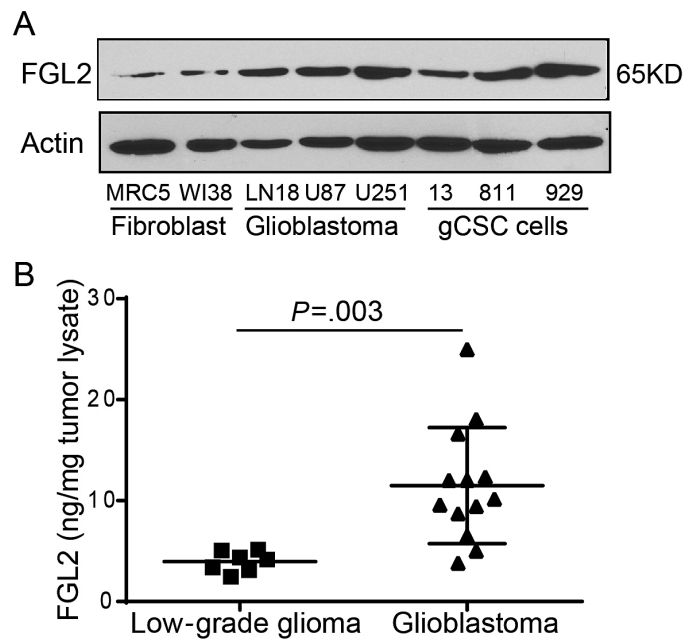 A
FGL2 65KD
Actin
MRC5 WI38 LN18 U87 U251 13 811 929
Fibroblast Glioblastoma gCSC cells
B
FGL2 (ng/mg tumor lysate)
P=.003
30
20
10
0
Low-grade glioma Glioblastoma